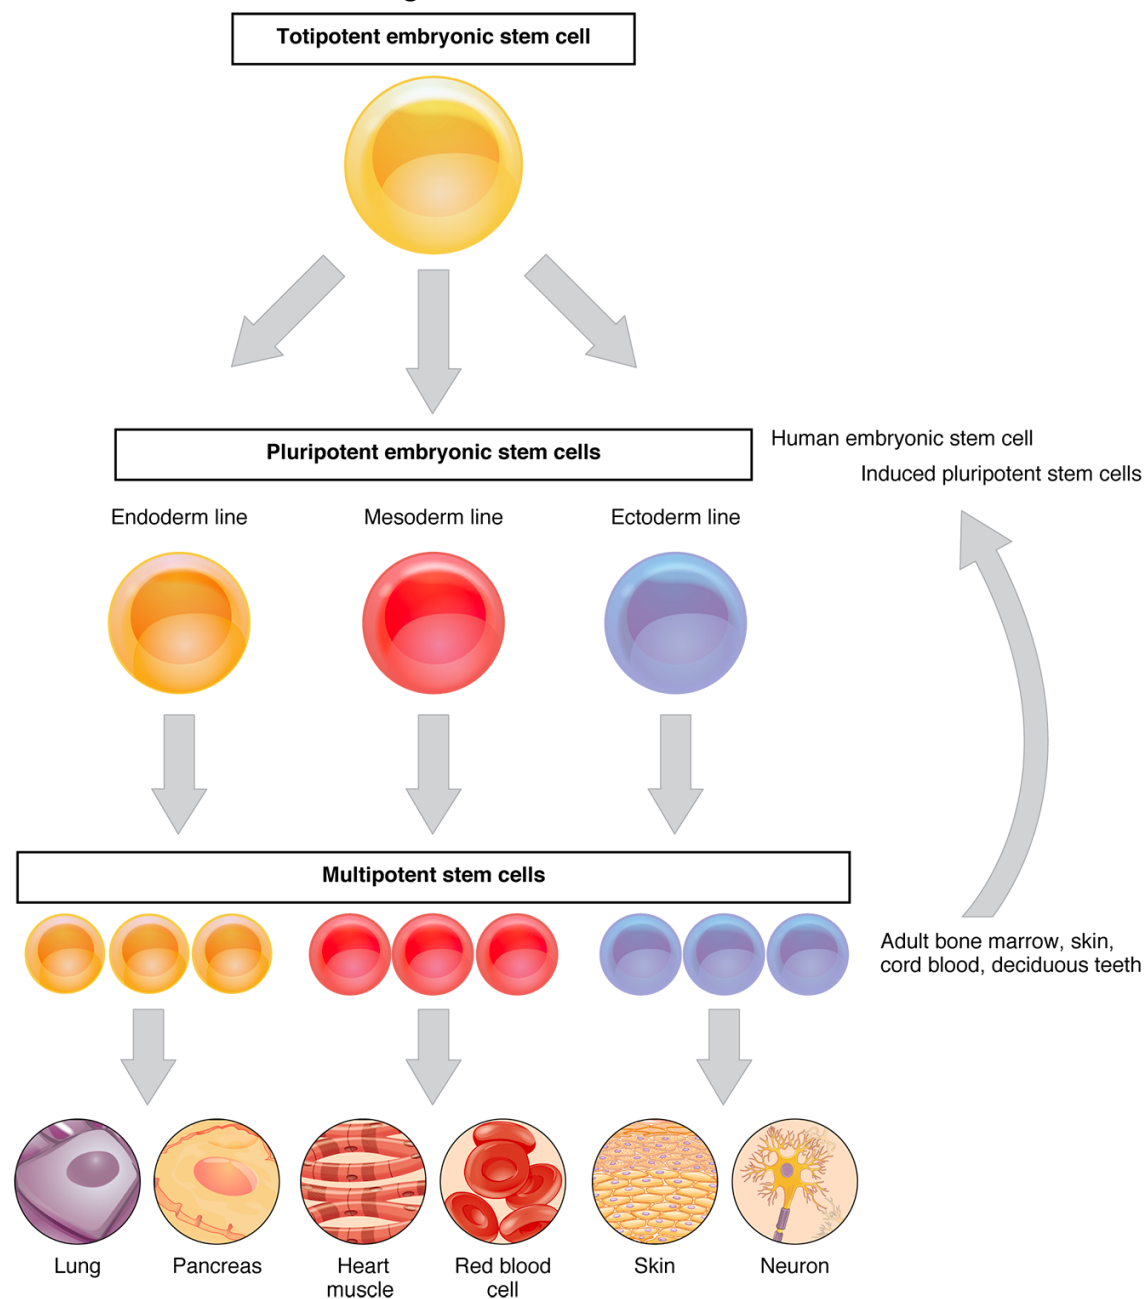 Totipotent embryonic stem cell
Pluripotent embryonic stem cells
Human embryonic stem cell
Induced pluripotent stem cells
Endoderm line
Mesoderm line
Ectoderm line
Multipotent stem cells
Adult bone marrow, skin,
cord blood, deciduous teeth
Lung
Pancreas
Heart
muscle
Red blood
cell
Skin
Neuron